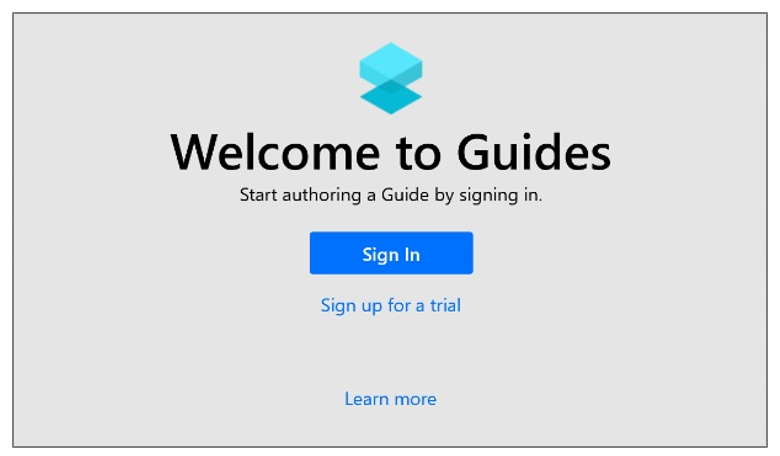 Welcome to Guides
Start authoring a Guide by signing in.
Sign In
Sign up for a trial
Learn more